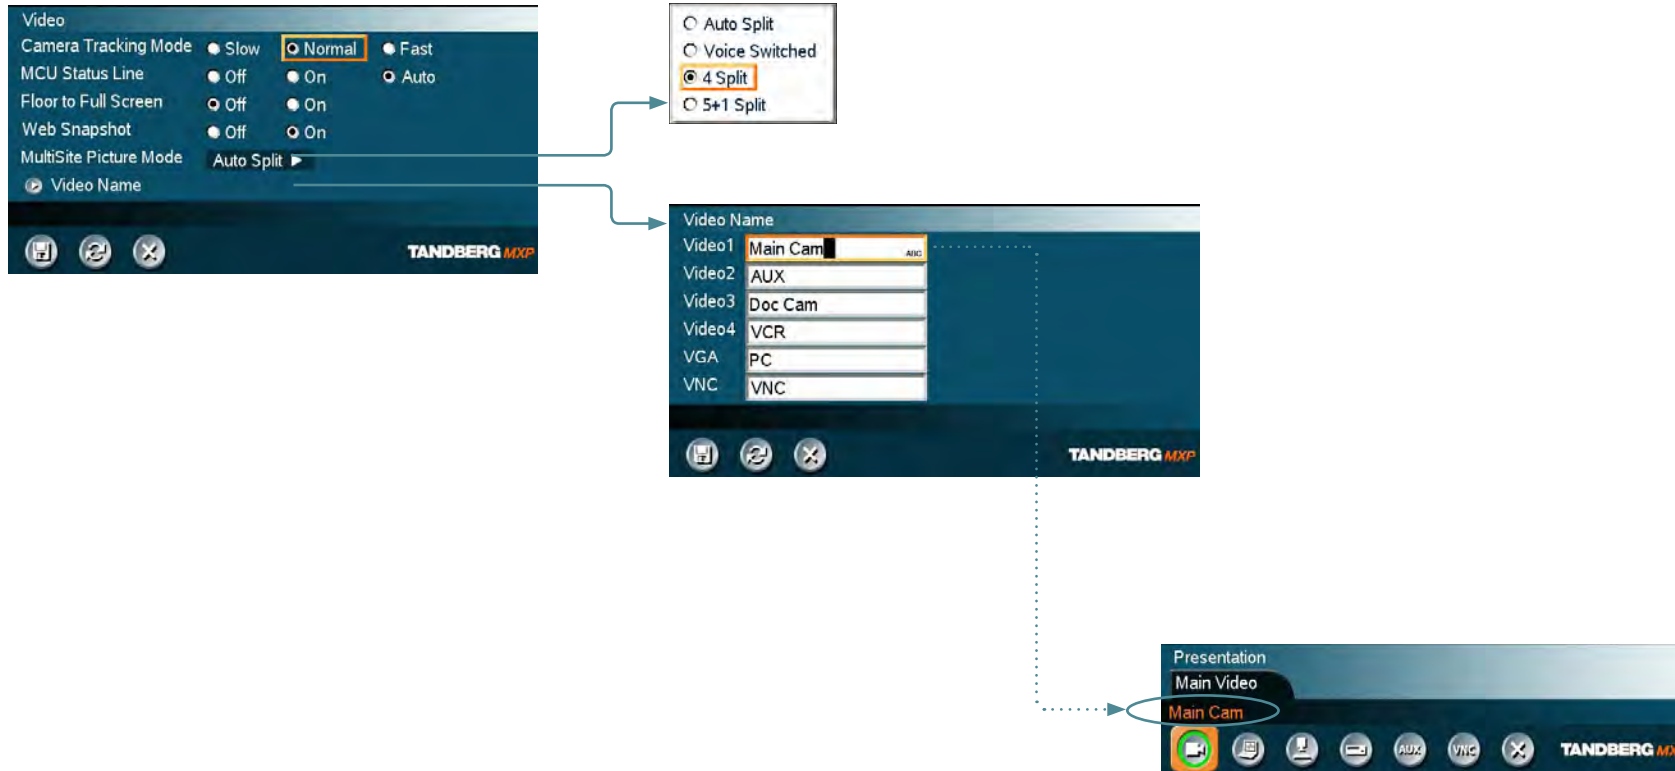 Video
Camera Tracking Mode Slow Normal Fast
MCU Status Line Off On Auto
Floor to Full Screen Off On
Web Snapshot Off On
MultiSite Picture Mode Auto Split
Video Name
TANDBERG MXP
Auto Split
Voice Switched
4 Split
5+1 Split
Video Name
Video1 Main Cam ABC
Video2 AUX
Video3 Doc Cam
Video4 VCR
VGA PC
VNC VNC
TANDBERG MXP
Presentation
Main Video
Main Cam
AUX VNC TANDBERG